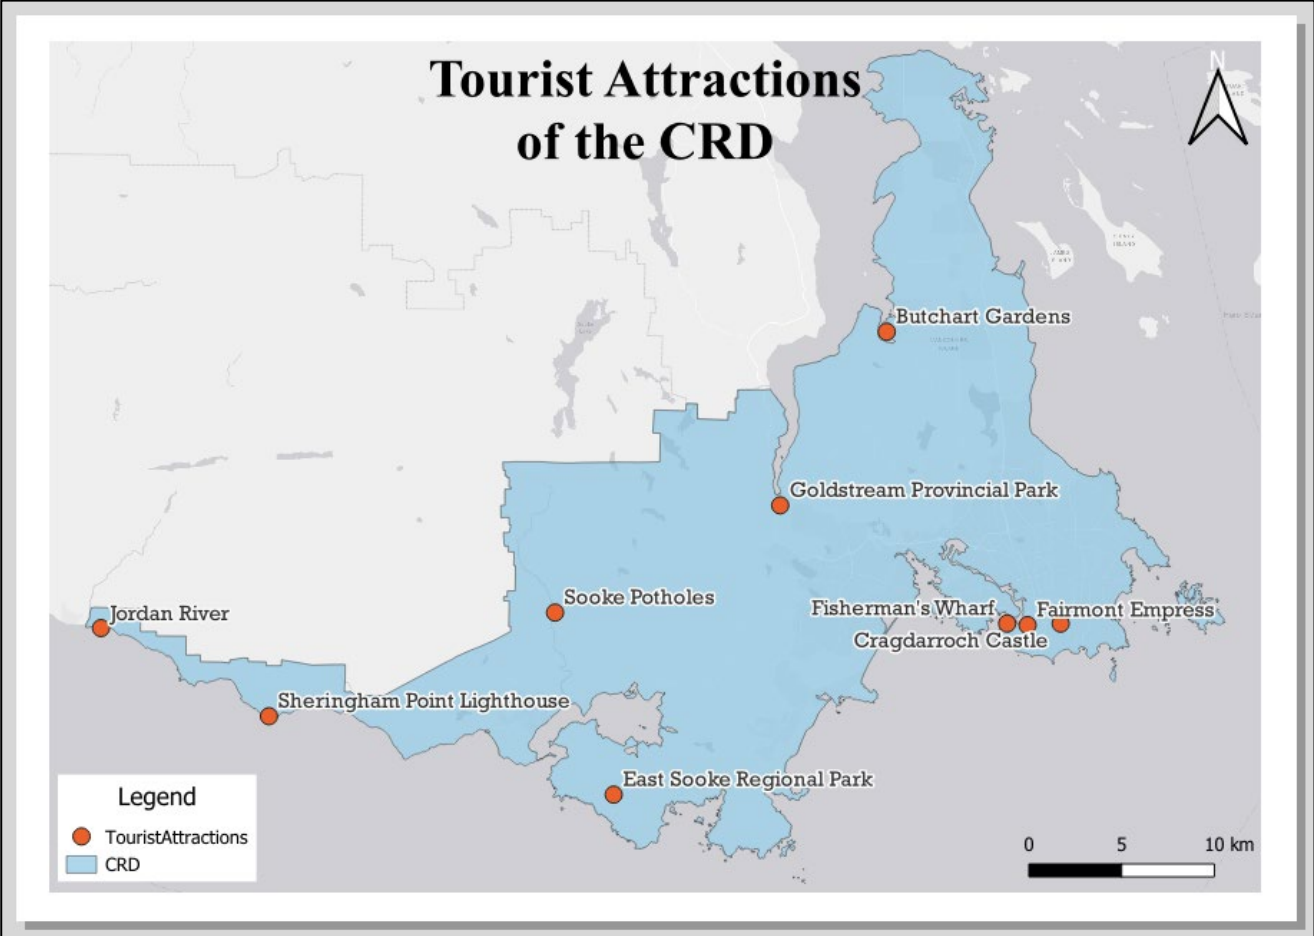 Tourist Attractions
of the CRD
N
Butchart Gardens
Goldstream Provincial Park
Sooke Potholes
Fisherman's Wharf
Fairmont Empress
Jordan River
Cragdarroch Castle
Sheringham Point Lighthouse
East Sooke Regional Park
Legend
TouristAttractions
CRD
0 5 10 km